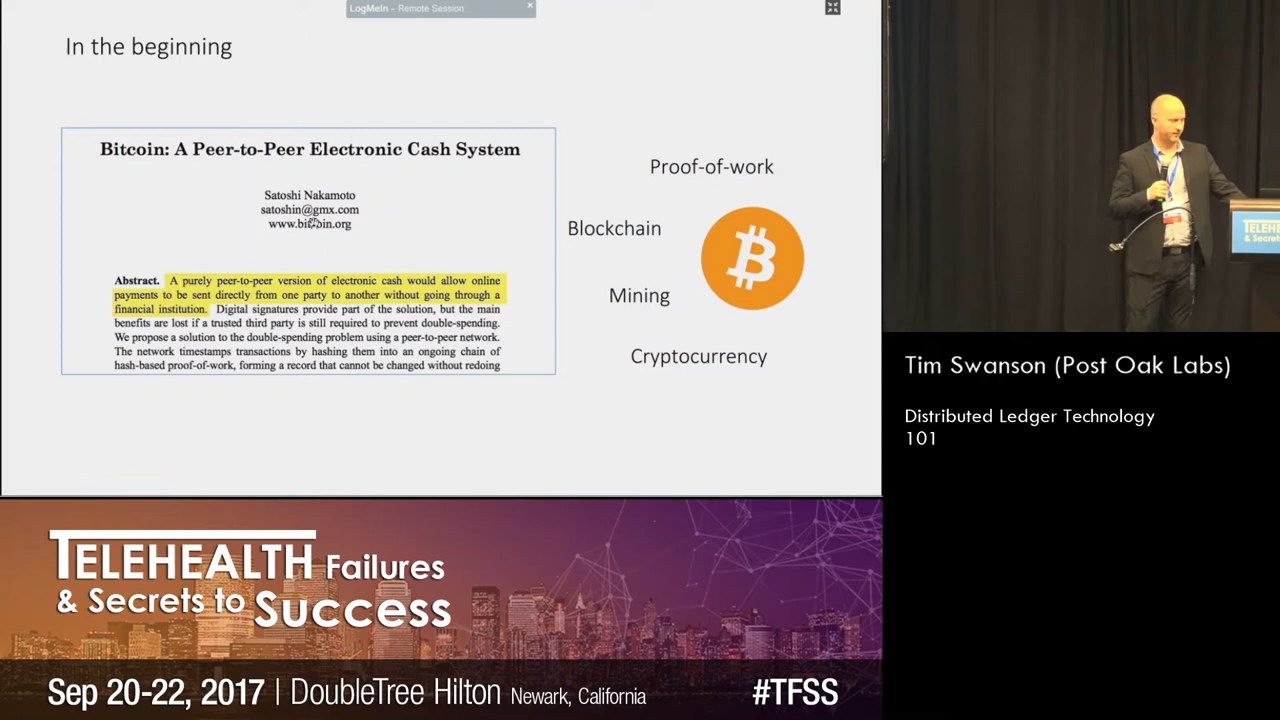 LogMeIn - Remote Session
In the beginning
Bitcoin: A Peer-to-Peer Electronic Cash System
Satoshi Nakamoto
satoshin@gmx.com
www.bitcoin.org
Abstract. A purely peer-to-peer version of electronic cash would allow online
payments to be sent directly from one party to another without going through a
financial institution. Digital signatures provide part of the solution, but the main
benefits are lost if a trusted third party is still required to prevent double-spending.
We propose a solution to the double-spending problem using a peer-to-peer network.
The network timestamps transactions by hashing them into an ongoing chain of
hash-based proof-of-work, forming a record that cannot be changed without redoing
Proof-of-work
Blockchain
Mining
Cryptocurrency
TELEHEALTH
& Secrets
Tim Swanson (Post Oak Labs)
Distributed Ledger Technology
101
TELEHEALTH Failures
& Secrets to Success
Sep 20-22, 2017 | DoubleTree Hilton Newark, California
#TFSS